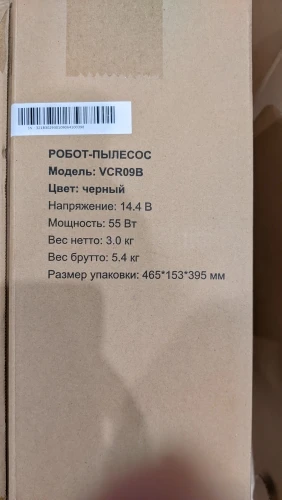 РОБОТ-ПЫЛЕСОС
Модель: VCR09B
Цвет: черный
Напряжение: 14.4 В
Мощность: 55 Вт
Вес нетто: 3.0 кг
Вес брутто: 5.4 кг
Размер упаковки: 465*153*395 мм